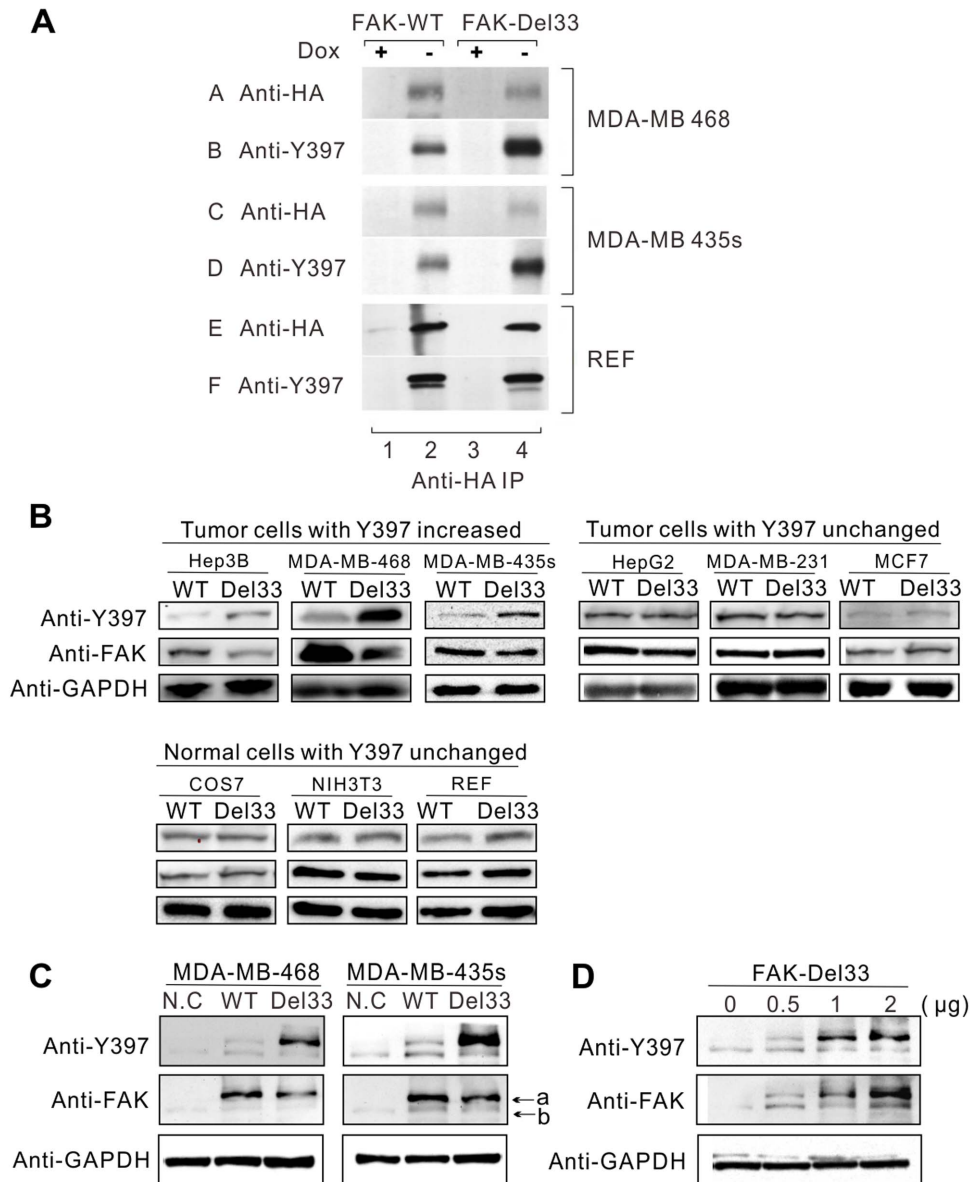 A
FAK-WT FAK-Del33
Dox + - + -
A Anti-HA
B Anti-Y397
MDA-MB 468
C Anti-HA
D Anti-Y397
MDA-MB 435s
E Anti-HA
F Anti-Y397
REF
1 2 3 4
Anti-HA IP
B
Tumor cells with Y397 increased
Hep3B MDA-MB-468 MDA-MB-435s
WT Del33 WT Del33 WT Del33
Anti-Y397
Anti-FAK
Anti-GAPDH
Tumor cells with Y397 unchanged
HepG2 MDA-MB-231 MCF7
WT Del33 WT Del33 WT Del33
Normal cells with Y397 unchanged
COS7 NIH3T3 REF
WT Del33 WT Del33 WT Del33
C
MDA-MB-468 MDA-MB-435s
N.C WT Del33 N.C WT Del33
Anti-Y397
Anti-FAK
a
b
Anti-GAPDH
D
FAK-Del33
0 0.5 1 2 ( μg)
Anti-Y397
Anti-FAK
Anti-GAPDH